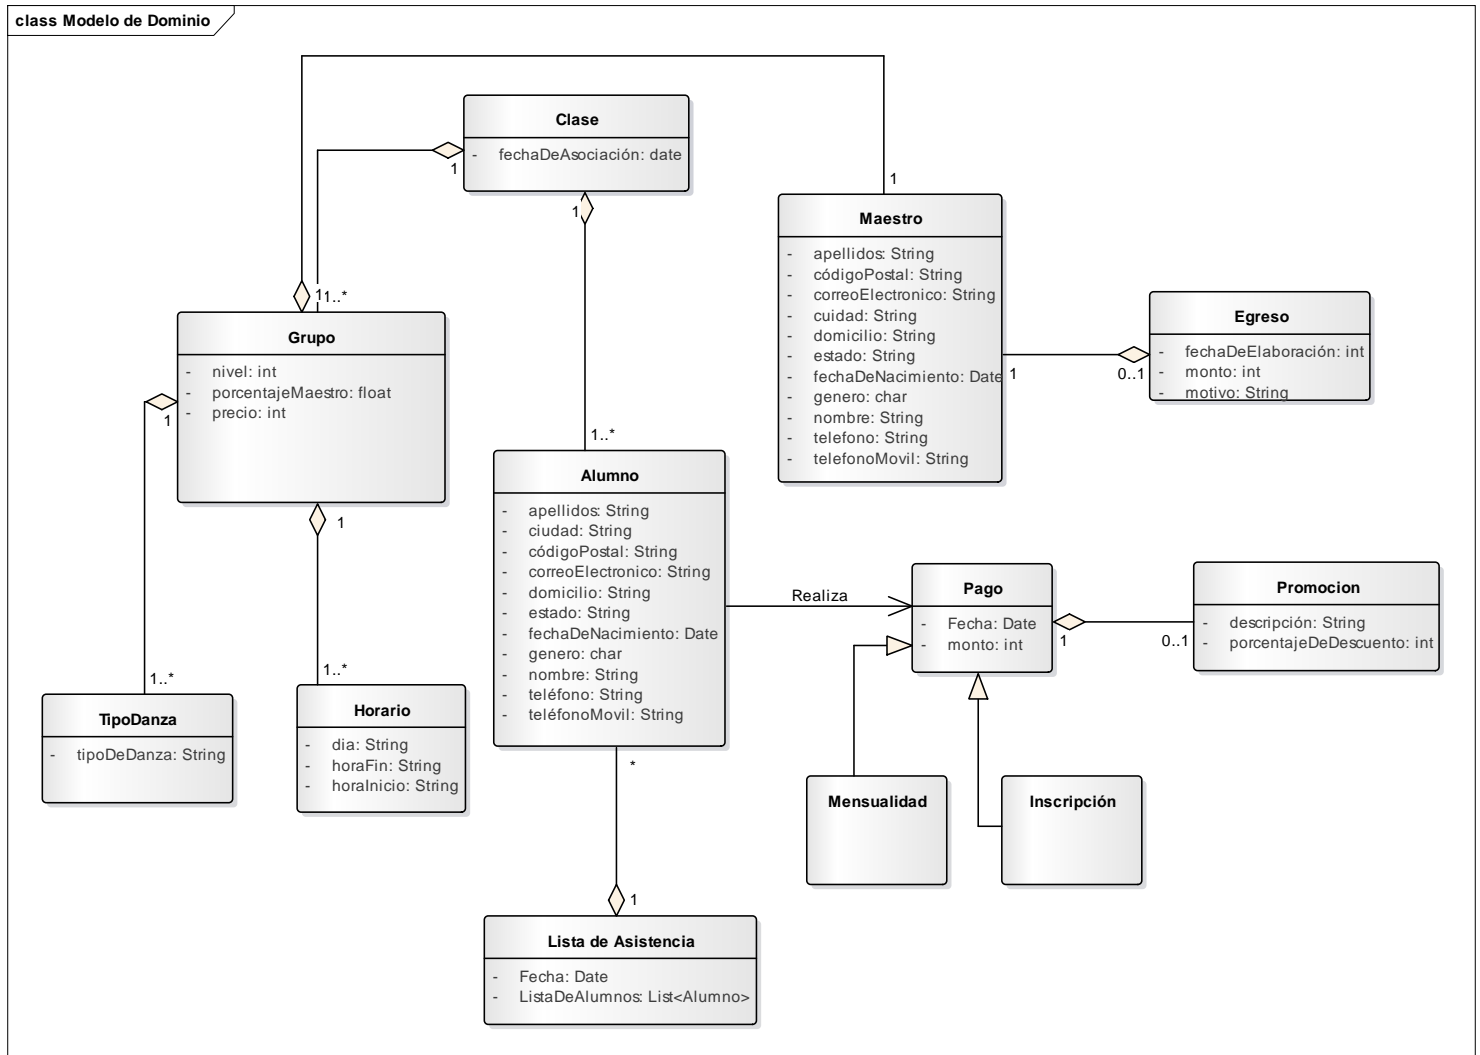 class Modelo de Dominio
Clase
- fechaDeAsociación: date
1
1
1
Maestro
- apellidos: String
- códigoPostal: String
- correoElectronico: String
- cuidad: String
- domicilio: String
- estado: String
- fechaDeNacimiento: Date
- genero: char
- nombre: String
- telefono: String
- telefonoMovil: String
1
0..1
Egreso
- fechaDeElaboración: int
- monto: int
- motivo: String
1
1..*
Grupo
- nivel: int
- porcentajeMaestro: float
- precio: int
1
1
1..*
1..*
1..*
Alumno
- apellidos: String
- ciudad: String
- códigoPostal: String
- correoElectronico: String
- domicilio: String
- estado: String
- fechaDeNacimiento: Date
- genero: char
- nombre: String
- teléfono: String
- teléfonoMovil: String
Realiza
Pago
- Fecha: Date
- monto: int
1
0..1
Promocion
- descripción: String
- porcentajeDeDescuento: int
TipoDanza
- tipoDeDanza: String
Horario
- dia: String
- horaFin: String
- horaInicio: String
*
1
Mensualidad
Inscripción
Lista de Asistencia
- Fecha: Date
- ListaDeAlumnos: List<Alumno>